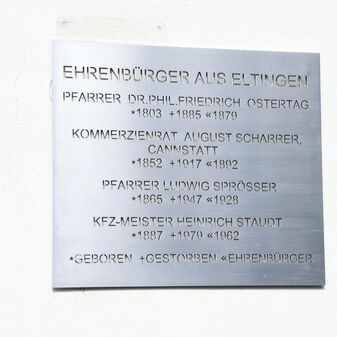 EHRENBÜRGER AUS ELTINGEN
PFARRER DR.PHIL.FRIEDRICH OSTERTAG
*1803 +1885 «1879
KOMMERZIENRAT AUGUST SCHARRER,
CANNSTATT
*1852 +1917 «1892
PFARRER LUDWIG SPRÖSSER
*1865 +1947 «1928
KFZ-MEISTER HEINRICH STAUDT
*1887 +1979 «1962
*GEBOREN +GESTORBEN «EHRENBÜRGER